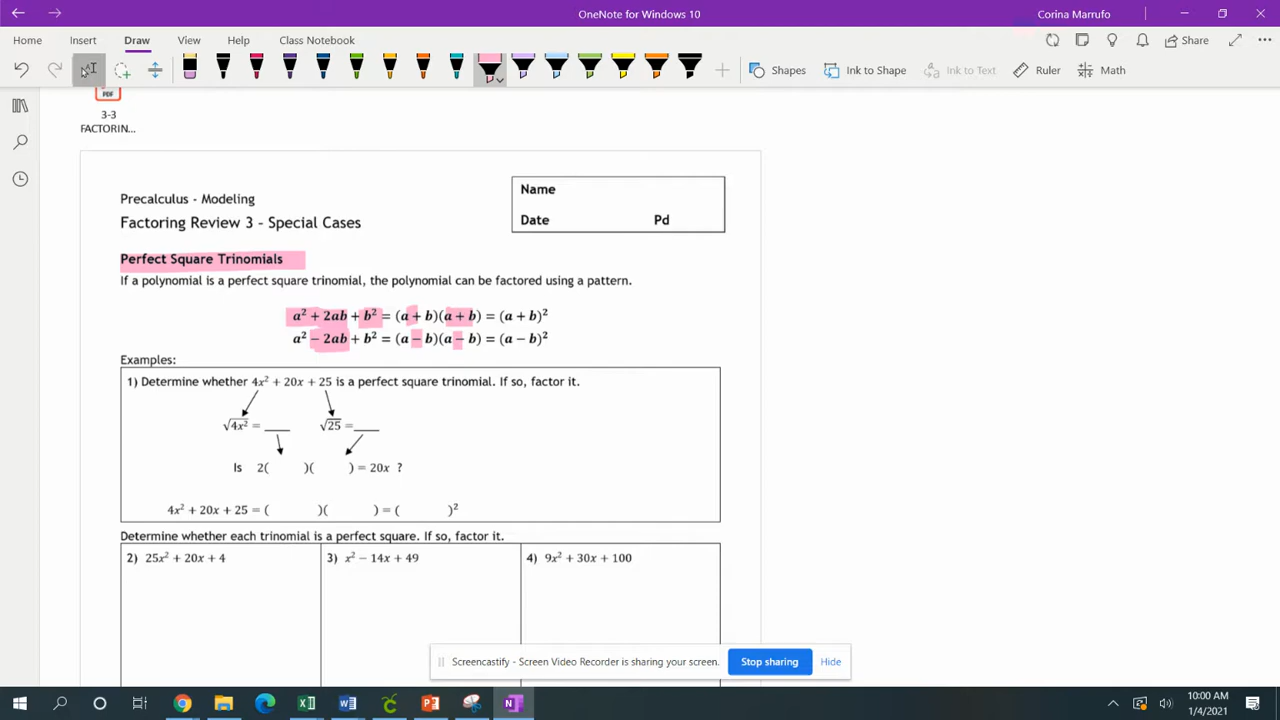 OneNote for Windows 10
Corina Marrufo
Home Insert Draw View Help Class Notebook
Share
Shapes Ink to Shape Ink to Text Ruler Math
PDF
3-3
FACTORIN...
Precalculus - Modeling
Factoring Review 3 – Special Cases
Name
Date Pd
Perfect Square Trinomials
If a polynomial is a perfect square trinomial, the polynomial can be factored using a pattern.
a² + 2ab + b² = (a + b)(a + b) = (a + b)²
a² − 2ab + b² = (a − b)(a − b) = (a − b)²
Examples:
1) Determine whether 4x² + 20x + 25 is a perfect square trinomial. If so, factor it.
√4x² = ___ √25 = ___
Is 2( )( ) = 20x ?
4x² + 20x + 25 = ( )( ) = ( )²
Determine whether each trinomial is a perfect square. If so, factor it.
2) 25x² + 20x + 4
3) x² − 14x + 49
4) 9x² + 30x + 100
Screencastify - Screen Video Recorder is sharing your screen. Stop sharing Hide
10:00 AM
1/4/2021